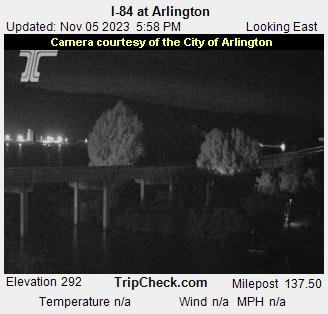 I-84 at Arlington
Updated: Nov 05 2023 5:58 PM Looking East
Camera courtesy of the City of Arlington
Elevation 292 TripCheck.com Milepost 137.50
Temperature n/a Wind n/a MPH n/a